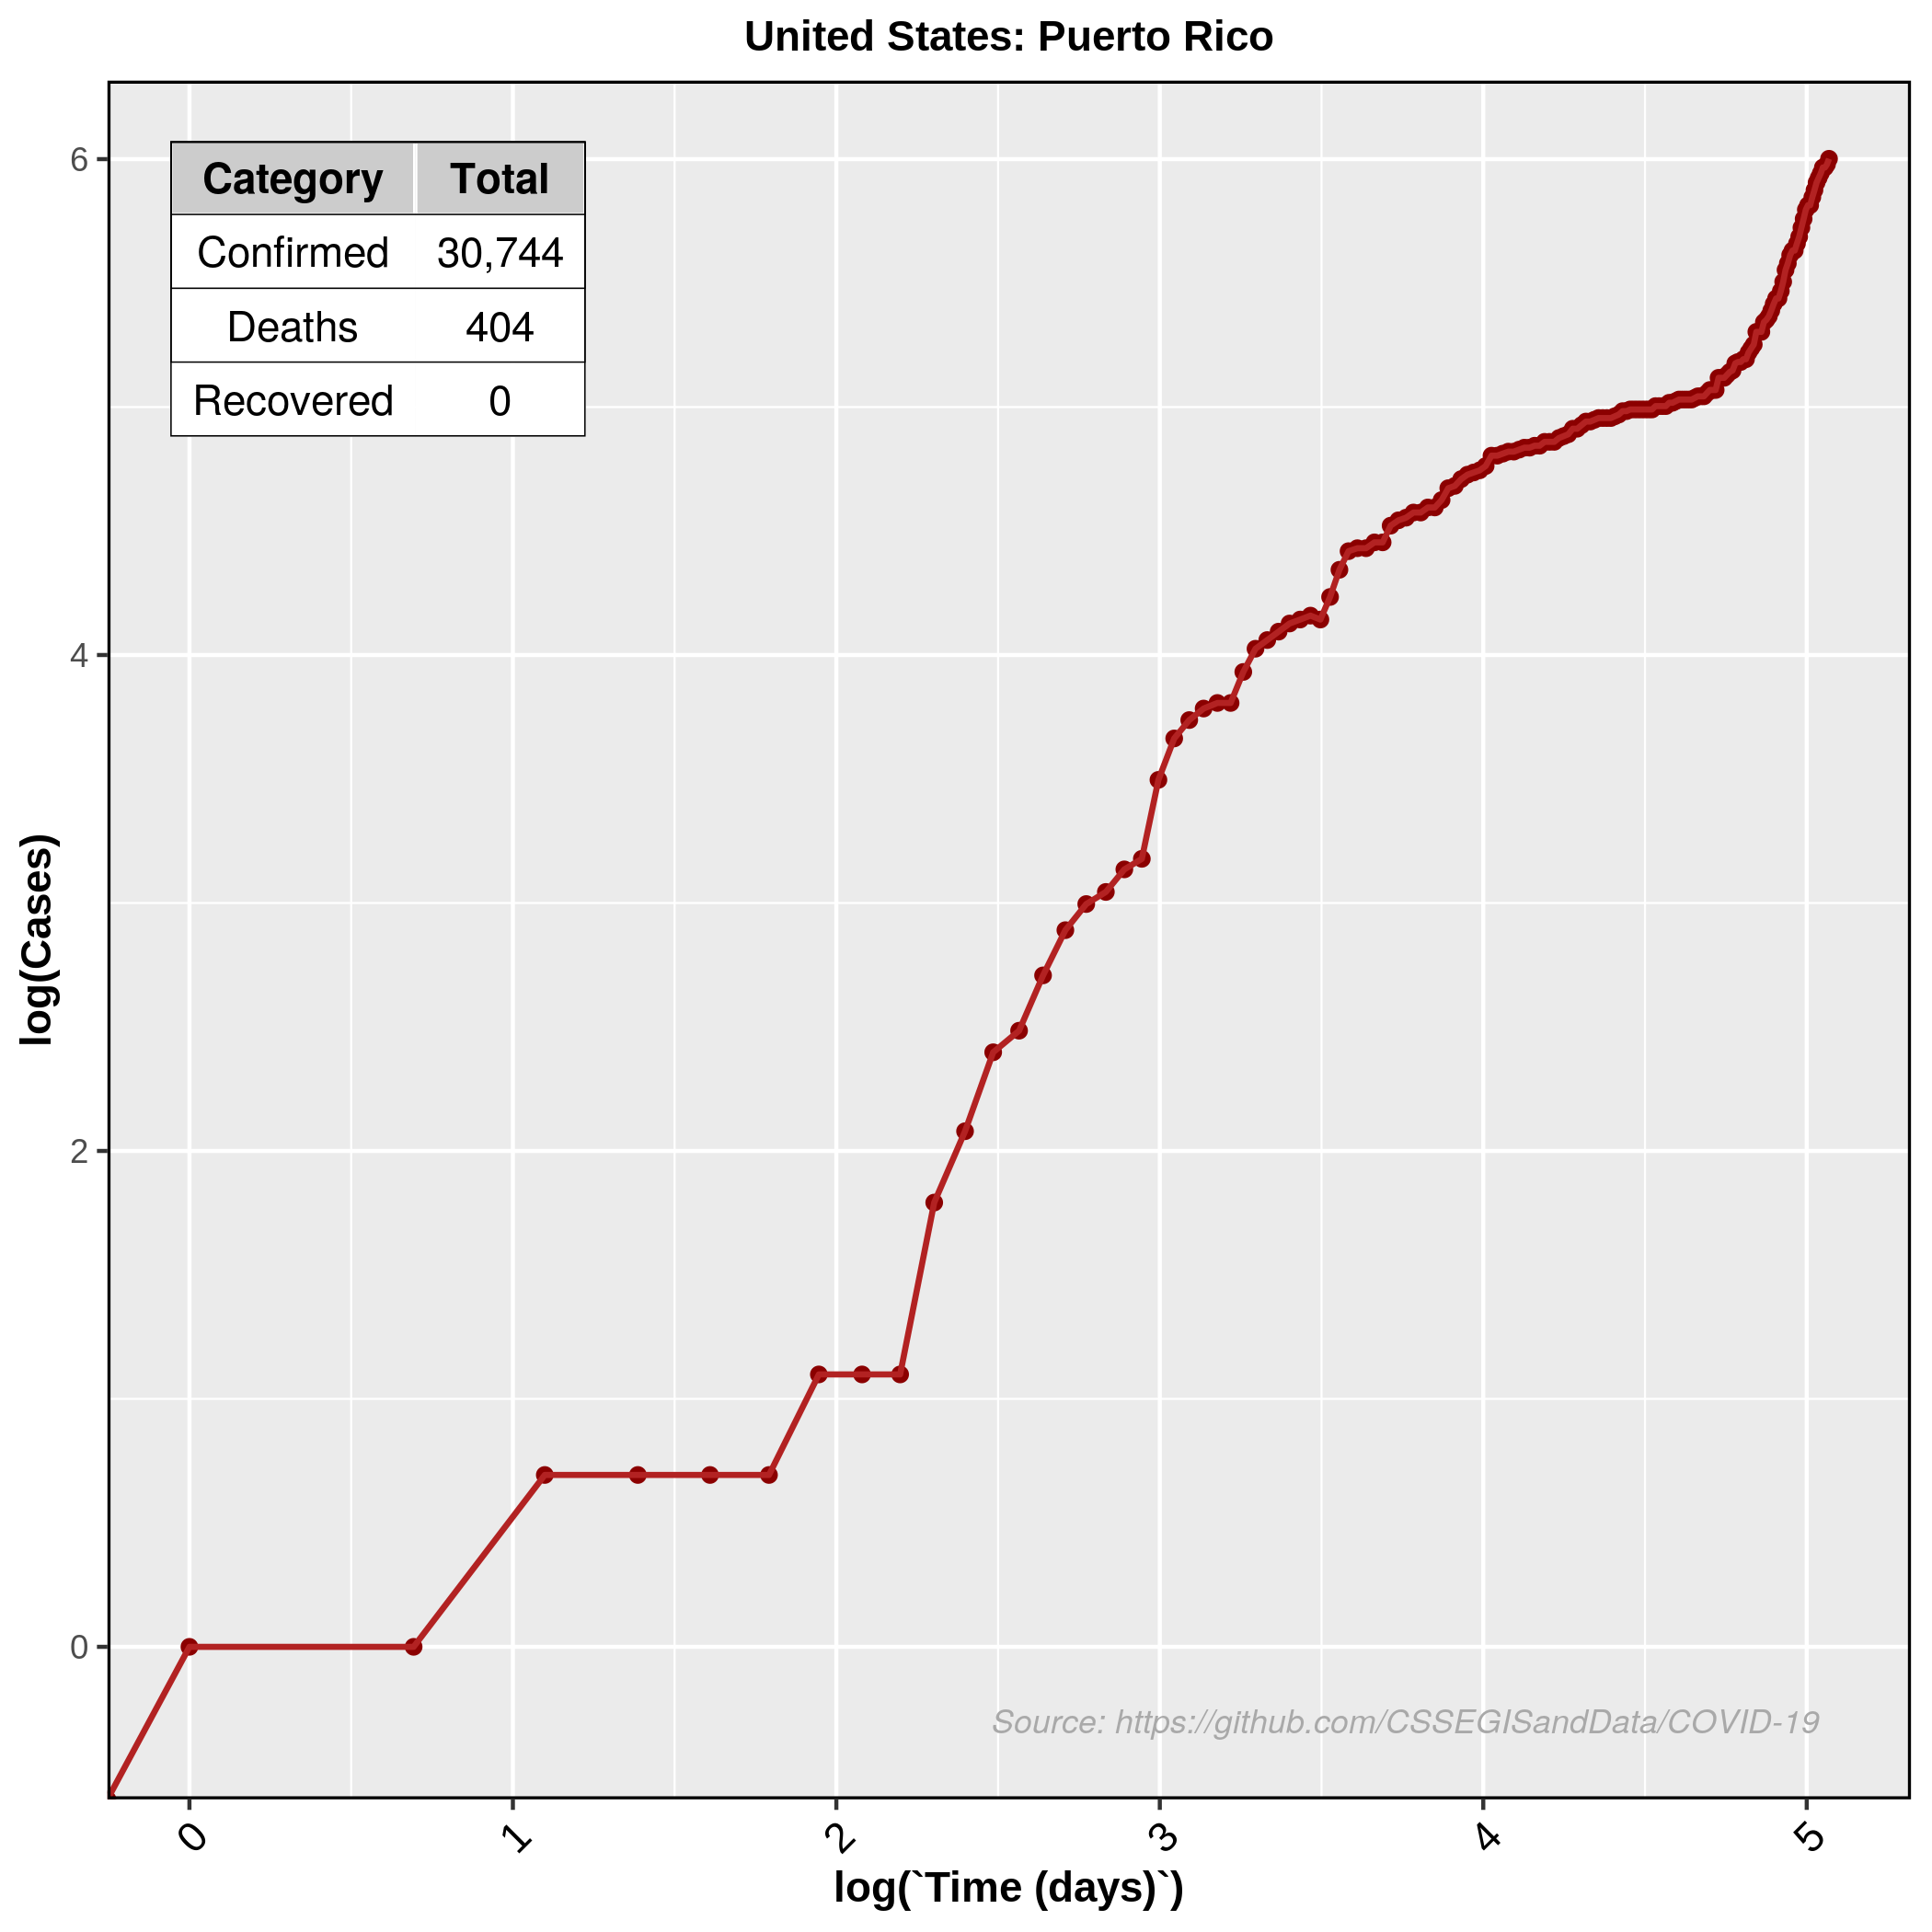 United States: Puerto Rico
6
4
2
0
Category Total
Confirmed 30,744
Deaths 404
Recovered 0
log(Cases)
Source: https://github.com/CSSEGISandData/COVID-19
0 1 2 3 4 5
log(`Time (days)`)